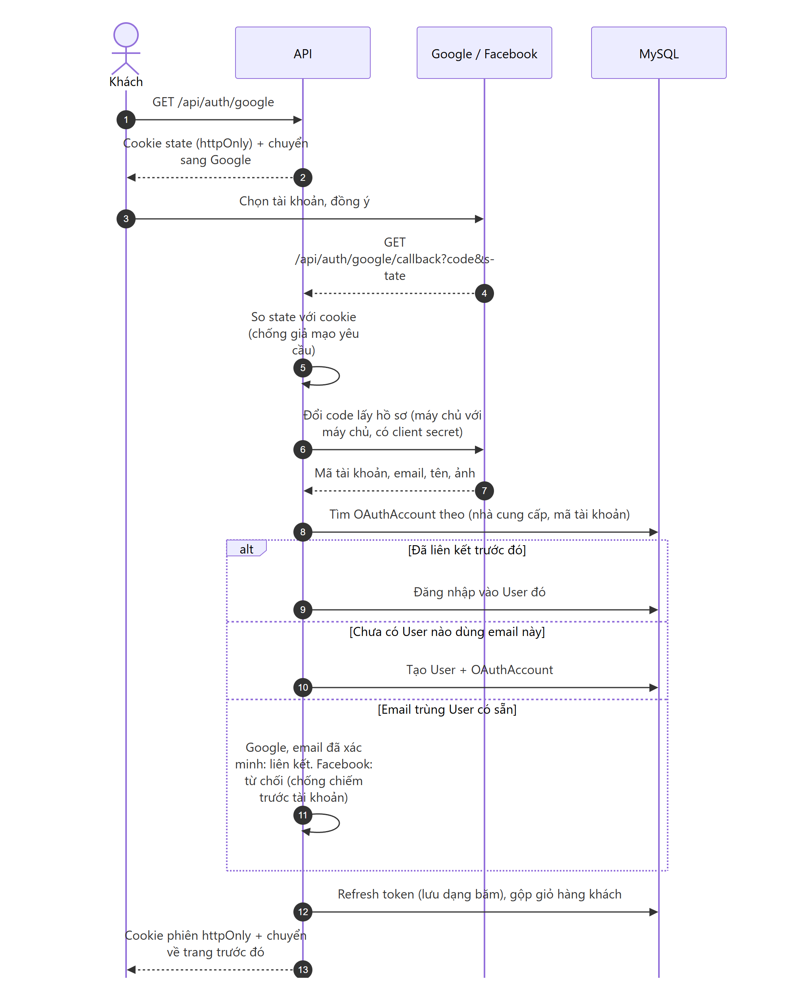 Khách
API
Google / Facebook
MySQL
GET /api/auth/google
1
Cookie state (httpOnly) + chuyển
sang Google
2
Chọn tài khoản, đồng ý
3
GET
/api/auth/google/callback?code&s-
tate
4
So state với cookie
(chống giả mạo yêu
cầu)
5
Đổi code lấy hồ sơ (máy chủ với
máy chủ, có client secret)
6
Mã tài khoản, email, tên, ảnh
7
Tìm OAuthAccount theo (nhà cung cấp, mã tài khoản)
8
alt
[Đã liên kết trước đó]
Đăng nhập vào User đó
9
[Chưa có User nào dùng email này]
Tạo User + OAuthAccount
10
[Email trùng User có sẵn]
Google, email đã xác
minh: liên kết. Facebook:
từ chối (chống chiếm
trước tài khoản)
11
Refresh token (lưu dạng băm), gộp giỏ hàng khách
12
Cookie phiên httpOnly + chuyển
về trang trước đó
13